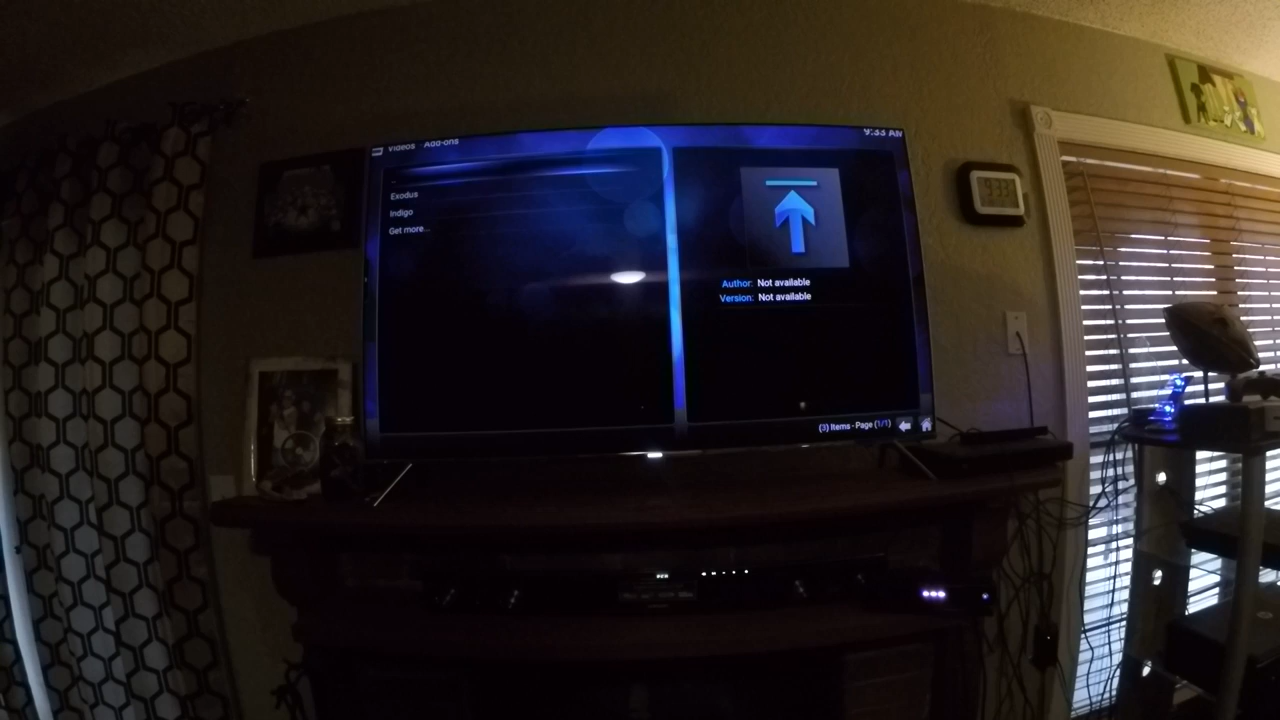 Videos - Add-ons
9:33 AM
Exodus
Indigo
Get more...
Author: Not available
Version: Not available
(3) Items - Page (1/1)
9:33
PCM